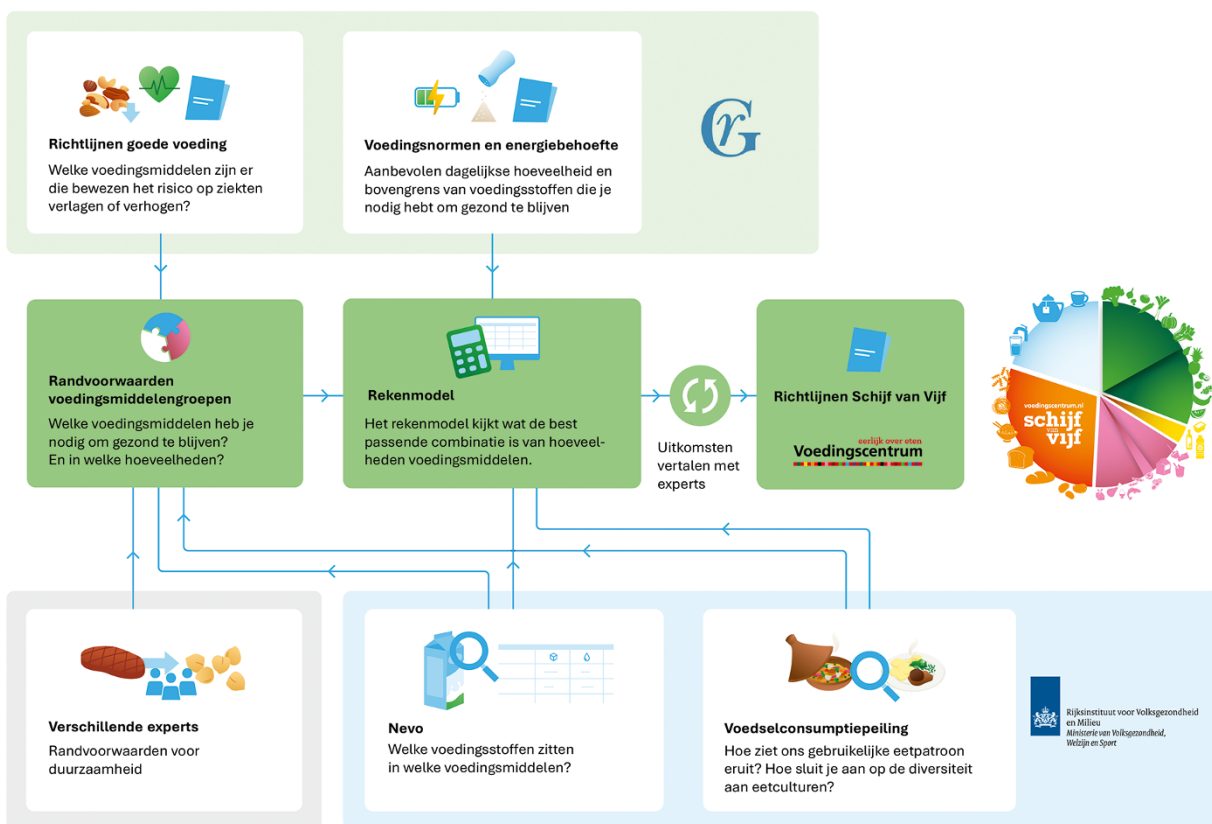 Richtlijnen goede voeding
Welke voedingsmiddelen zijn er
die bewezen het risico op ziekten
verlagen of verhogen?
Voedingsnormen en energiebehoefte
Aanbevolen dagelijkse hoeveelheid en
bovengrens van voedingsstoffen die je
nodig hebt om gezond te blijven
Gr
Randvoorwaarden
voedingsmiddelengroepen
Welke voedingsmiddelen heb je
nodig om gezond te blijven?
En in welke hoeveelheden?
Rekenmodel
Het rekenmodel kijkt wat de best
passende combinatie is van hoeveel-
heden voedingsmiddelen.
Uitkomsten
vertalen met
experts
Richtlijnen Schijf van Vijf
eerlijk over eten
Voedingscentrum
voedingscentrum.nl
schijf
van
vijf
Verschillende experts
Randvoorwaarden voor
duurzaamheid
Nevo
Welke voedingsstoffen zitten
in welke voedingsmiddelen?
Voedselconsumptiepeiling
Hoe ziet ons gebruikelijke eetpatroon
eruit? Hoe sluit je aan op de diversiteit
aan eetculturen?
Rijksinstituut voor Volksgezondheid
en Milieu
Ministerie van Volksgezondheid,
Welzijn en Sport